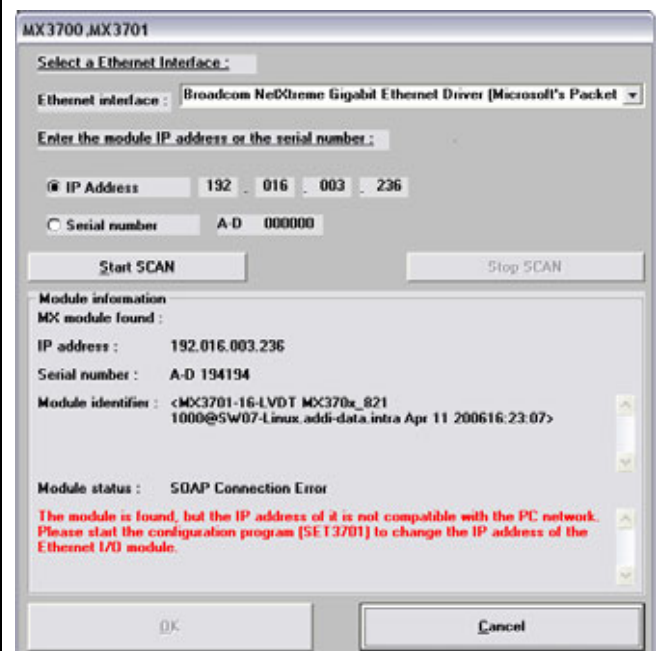 MX3700,MX3701
Select a Ethernet Interface :
Ethernet interface : Broadcom NetXtreme Gigabit Ethernet Driver (Microsoft's Packet
Enter the module IP address or the serial number :
IP Address 192 . 016 . 003 . 236
Serial number A-D 000000
Start SCAN Stop SCAN
Module information
MX module found :
IP address : 192.016.003.236
Serial number : A-D 194194
Module identifier : <MX3701-16-LVDT MX370x_821
1000@SW07-Linux.addi-data.intra Apr 11 200616:23:07>
Module status : SOAP Connection Error
The module is found, but the IP address of it is not compatible with the PC network.
Please start the configuration program (SET3701) to change the IP address of the
Ethernet I/O module.
OK Cancel